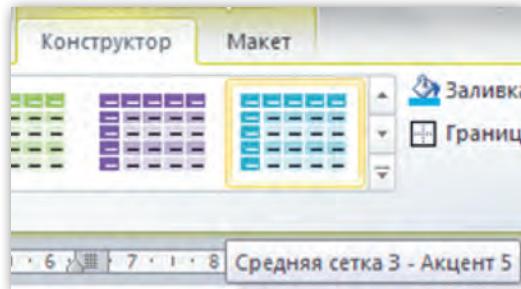 Конструктор Макет
Заливка
Границ
6 7 8
Средняя сетка 3 - Акцент 5